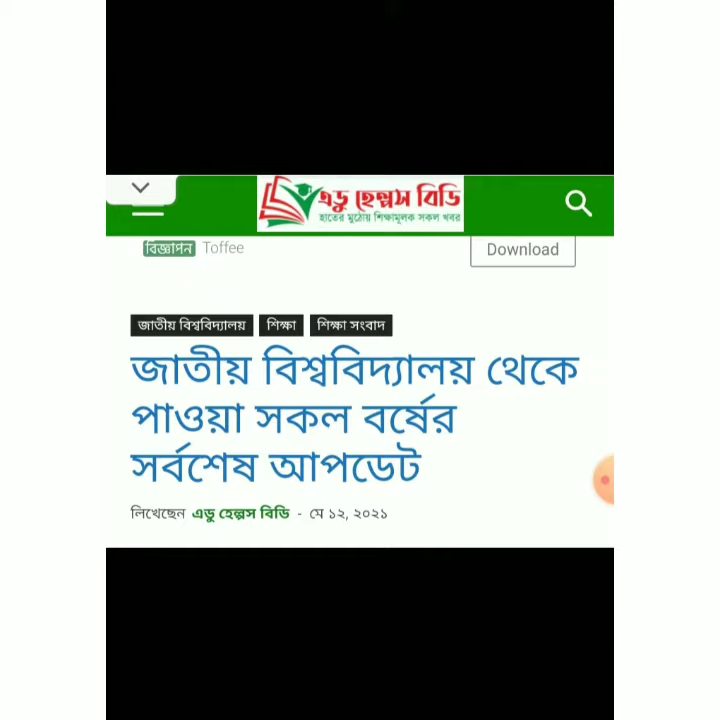 এডু হেল্পস বিডি
হাতের মুঠোয় শিক্ষামূলক সকল খবর
বিজ্ঞাপন Toffee
Download
জাতীয় বিশ্ববিদ্যালয় শিক্ষা শিক্ষা সংবাদ
জাতীয় বিশ্ববিদ্যালয় থেকে
পাওয়া সকল বর্ষের
সর্বশেষ আপডেট
লিখেছেন এডু হেল্পস বিডি - মে ১২, ২০২১